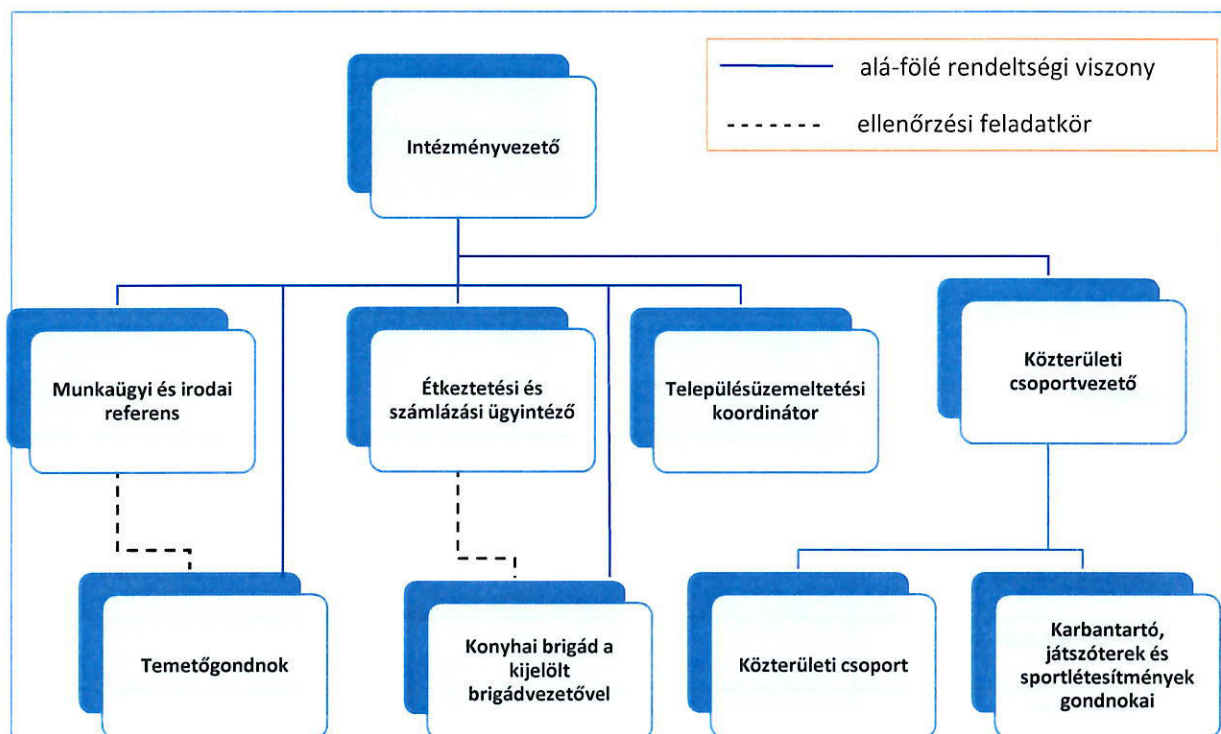 alá-fölé rendeltségi viszony
ellenőrzési feladatkör
Intézményvezető
Munkaügyi és irodai
referens
Étkeztetési és
számlázási ügyintéző
Településüzemeltetési
koordinátor
Közterületi
csoportvezető
Temetőgondnok
Konyhai brigád a
kijelölt
brigádvezetővel
Közterületi csoport
Karbantartó,
játszóterek és
sportlétesítmények
gondnokai